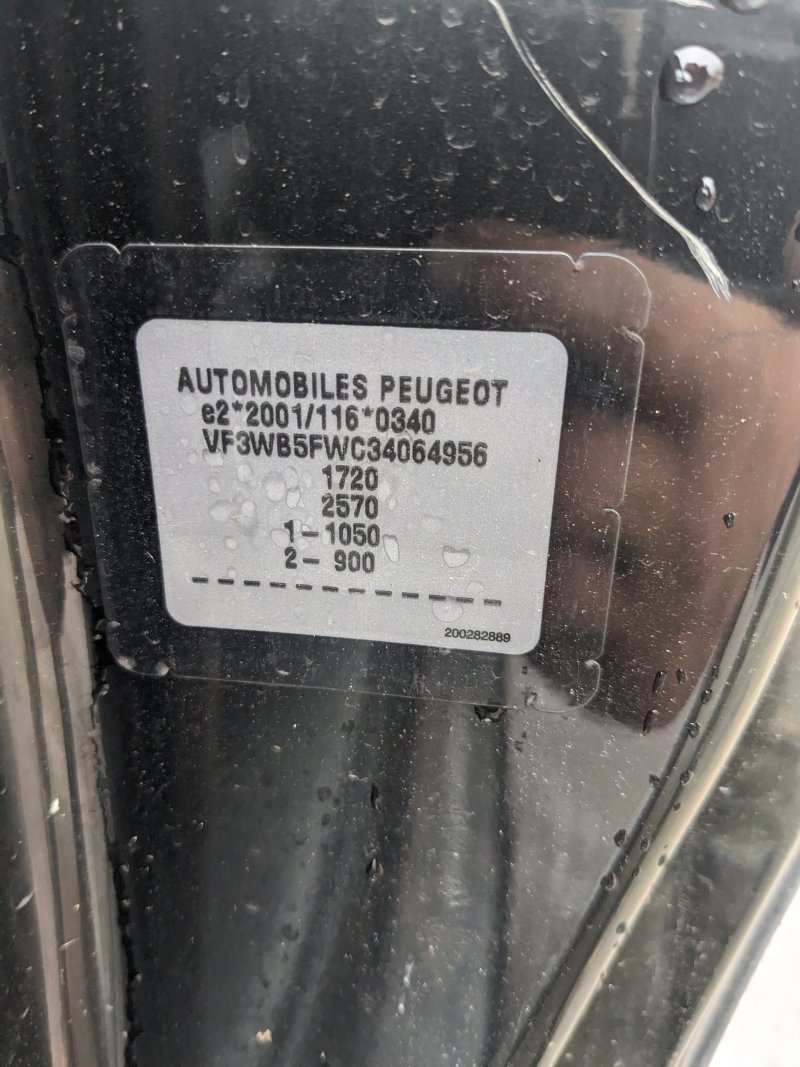 AUTOMOBILES PEUGEOT
e2*2001/116*0340
VF3WB5FWC34064956
1720
2570
1- 1050
2- 900
200282889